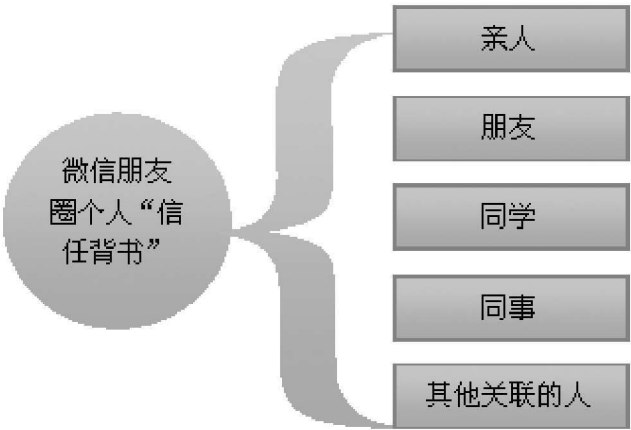 微信朋友
圈个人“信
任背书”
亲人
朋友
同学
同事
其他关联的人